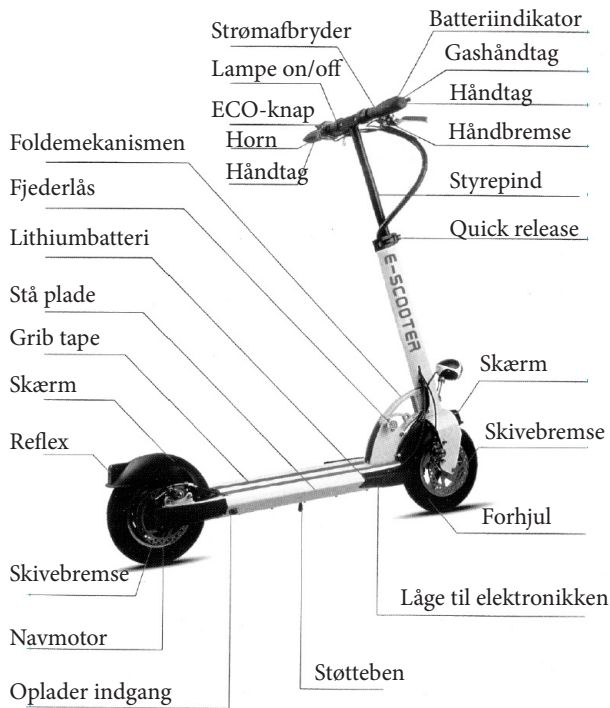 Batteriindikator
Strømafbryder
Gashåndtag
Lampe on/off
Håndtag
ECO-knap
Håndbremse
Horn
Foldemekanismen
Håndtag
Fjederlås
Styrepind
Lithiumbatteri
Quick release
E-SCOOTER
Stå plade
Grib tape
Skærm
Skærm
Reflex
Skivebremse
Forhjul
Skivebremse
Låge til elektronikken
Navmotor
Støtteben
Oplader indgang